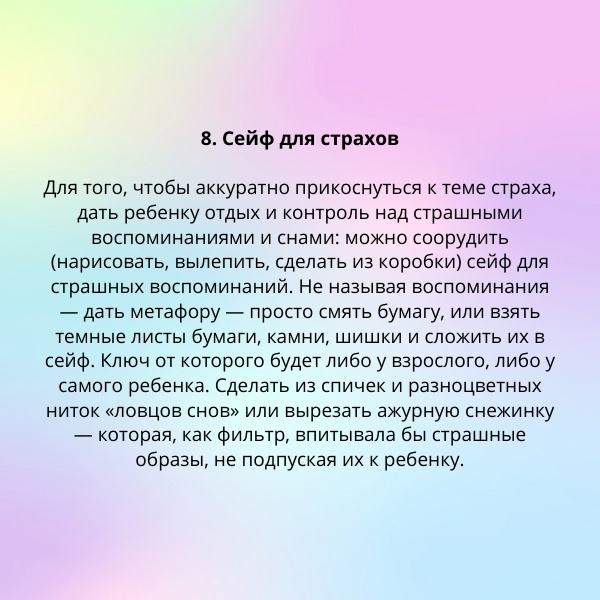 8. Сейф для страхов
Для того, чтобы аккуратно прикоснуться к теме страха,
дать ребенку отдых и контроль над страшными
воспоминаниями и снами: можно соорудить
(нарисовать, вылепить, сделать из коробки) сейф для
страшных воспоминаний. Не называя воспоминания
— дать метафору — просто смять бумагу, или взять
темные листы бумаги, камни, шишки и сложить их в
сейф. Ключ от которого будет либо у взрослого, либо у
самого ребенка. Сделать из спичек и разноцветных
ниток «ловцов снов» или вырезать ажурную снежинку
— которая, как фильтр, впитывала бы страшные
образы, не подпуская их к ребенку.